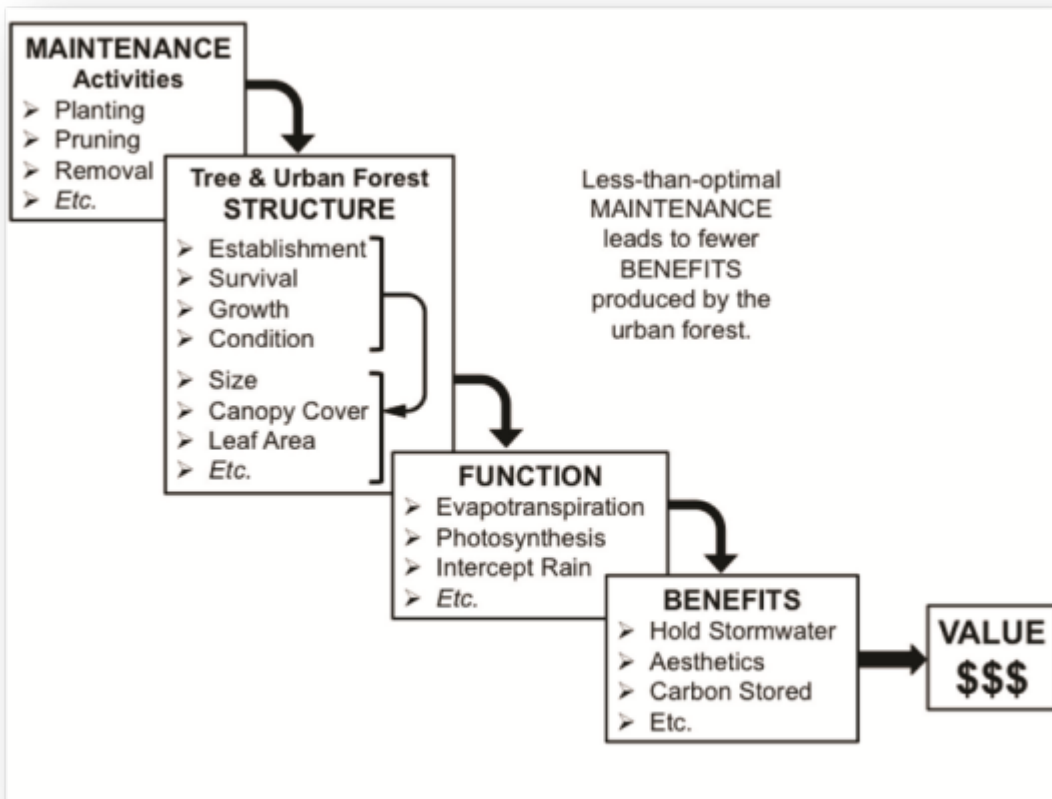 MAINTENANCE
Activities
➢ Planting
➢ Pruning
➢ Removal
➢ Etc.
Tree & Urban Forest
STRUCTURE
➢ Establishment
➢ Survival
➢ Growth
➢ Condition
➢ Size
➢ Canopy Cover
➢ Leaf Area
➢ Etc.
Less-than-optimal
MAINTENANCE
leads to fewer
BENEFITS
produced by the
urban forest.
FUNCTION
➢ Evapotranspiration
➢ Photosynthesis
➢ Intercept Rain
➢ Etc.
BENEFITS
➢ Hold Stormwater
➢ Aesthetics
➢ Carbon Stored
➢ Etc.
VALUE
$$$